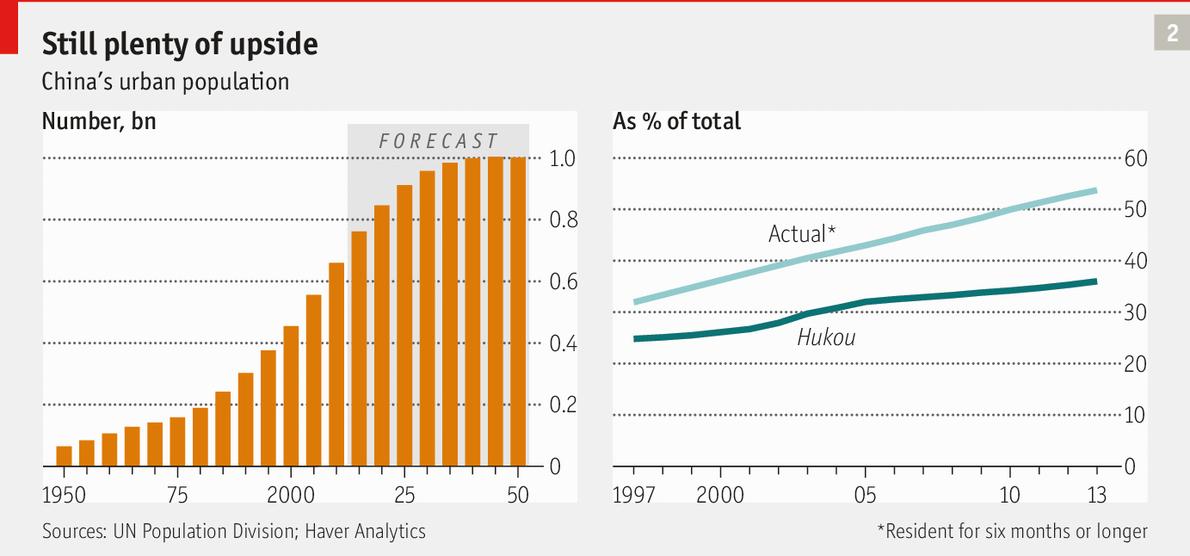 Still plenty of upside
2
China's urban population
Number, bn
FORECAST
1.0
0.8
0.6
0.4
0.2
0
1950 75 2000 25 50
As % of total
60
50
40
30
20
10
0
Actual*
Hukou
1997 2000 05 10 13
Sources: UN Population Division; Haver Analytics
*Resident for six months or longer